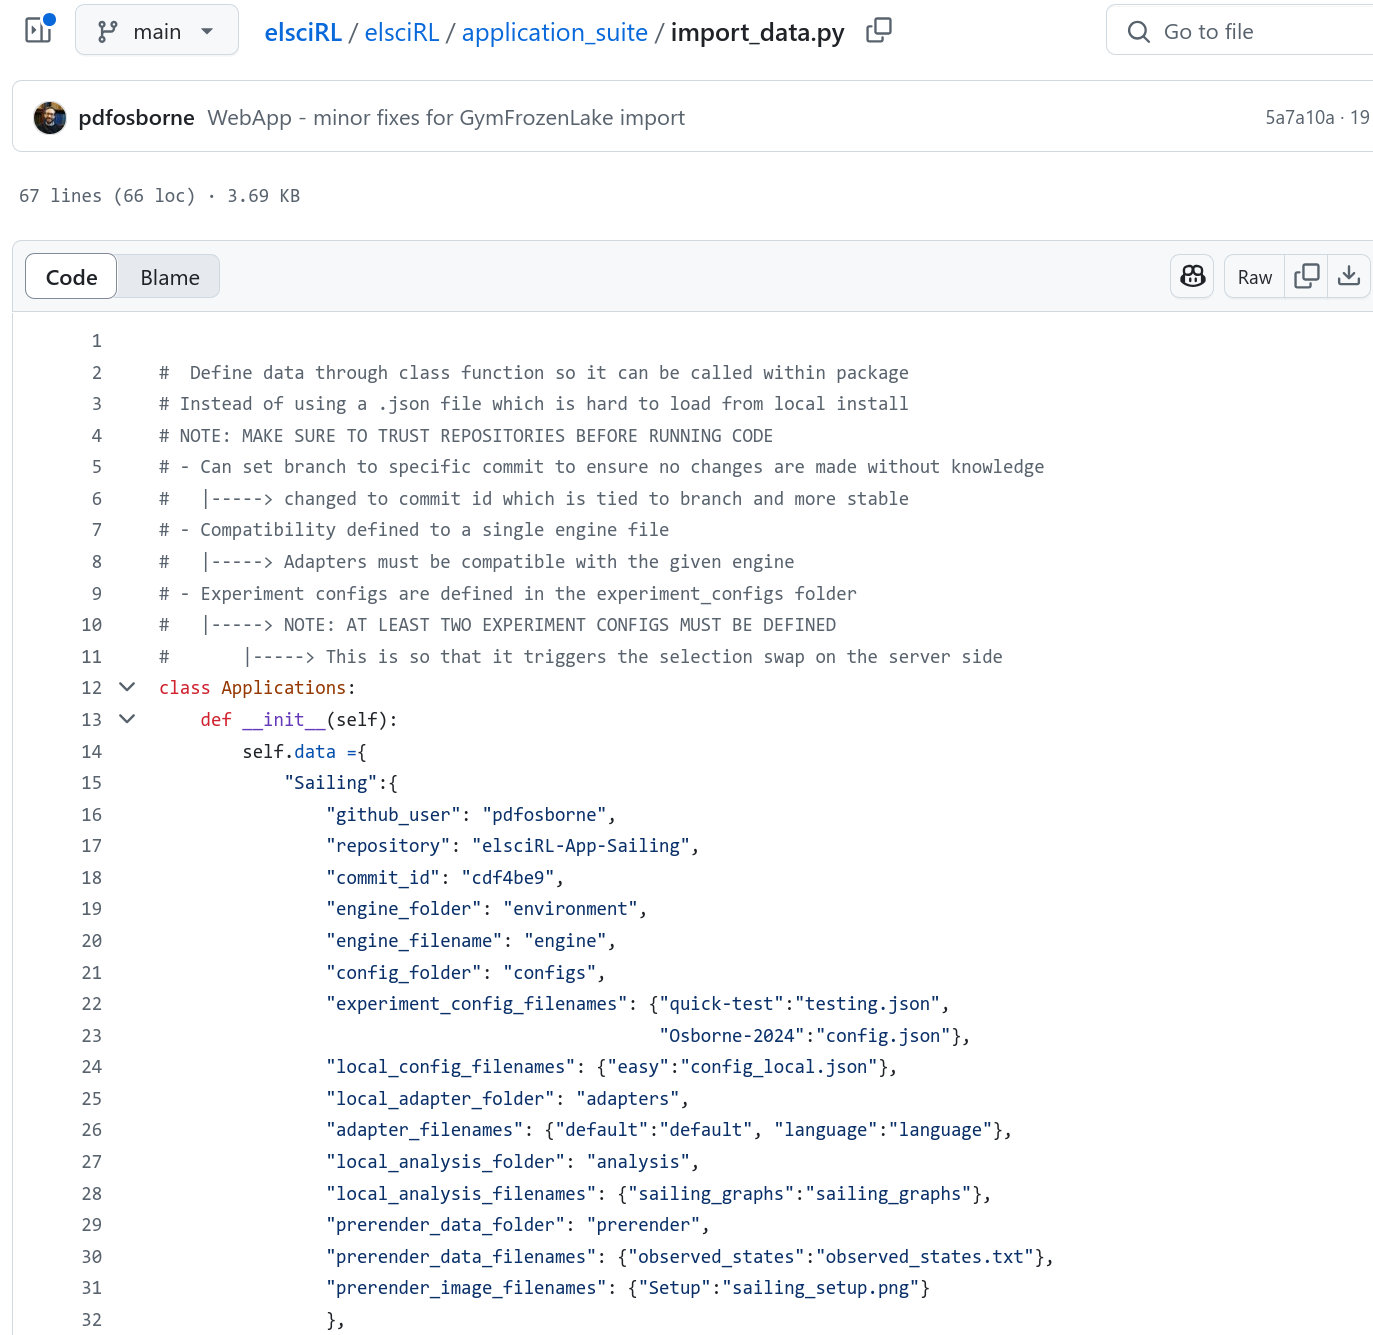 main
elsciRL / elsciRL / application_suite / import_data.py
Go to file
pdfosborne WebApp - minor fixes for GymFrozenLake import
5a7a10a · 19
67 lines (66 loc) · 3.69 KB
Code Blame
Raw
1
2 #  Define data through class function so it can be called within package
3 # Instead of using a .json file which is hard to load from local install
4 # NOTE: MAKE SURE TO TRUST REPOSITORIES BEFORE RUNNING CODE
5 # - Can set branch to specific commit to ensure no changes are made without knowledge
6 #   |-----> changed to commit id which is tied to branch and more stable
7 # - Compatibility defined to a single engine file
8 #   |-----> Adapters must be compatible with the given engine
9 # - Experiment configs are defined in the experiment_configs folder
10 #   |-----> NOTE: AT LEAST TWO EXPERIMENT CONFIGS MUST BE DEFINED
11 #       |-----> This is so that it triggers the selection swap on the server side
12 class Applications:
13     def __init__(self):
14         self.data ={
15             "Sailing":{
16                 "github_user": "pdfosborne",
17                 "repository": "elsciRL-App-Sailing",
18                 "commit_id": "cdf4be9",
19                 "engine_folder": "environment",
20                 "engine_filename": "engine",
21                 "config_folder": "configs",
22                 "experiment_config_filenames": {"quick-test":"testing.json",
23                                                 "Osborne-2024":"config.json"},
24                 "local_config_filenames": {"easy":"config_local.json"},
25                 "local_adapter_folder": "adapters",
26                 "adapter_filenames": {"default":"default", "language":"language"},
27                 "local_analysis_folder": "analysis",
28                 "local_analysis_filenames": {"sailing_graphs":"sailing_graphs"},
29                 "prerender_data_folder": "prerender",
30                 "prerender_data_filenames": {"observed_states":"observed_states.txt"},
31                 "prerender_image_filenames": {"Setup":"sailing_setup.png"}
32                 },